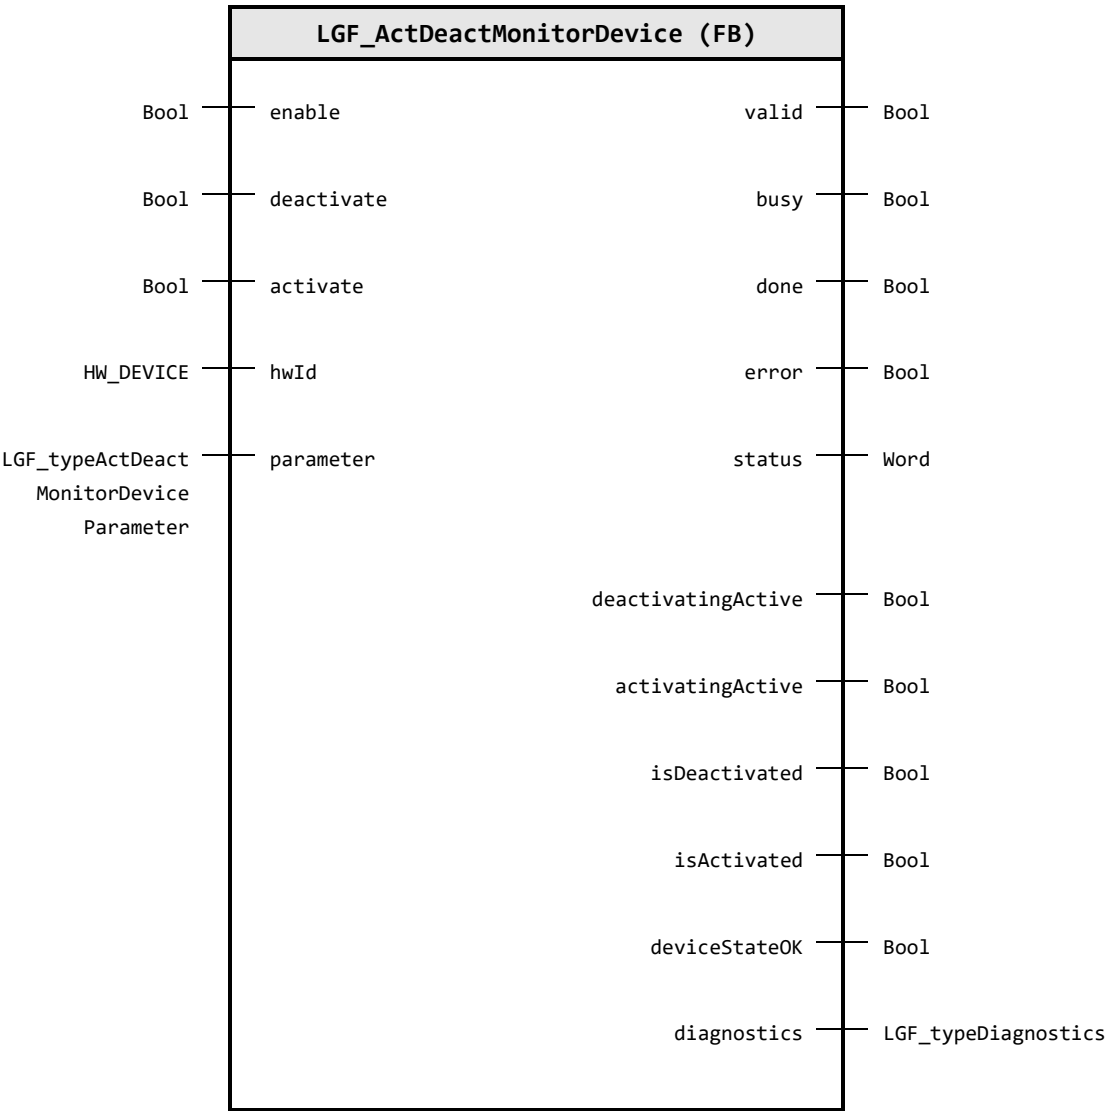 LGF_ActDeactMonitorDevice (FB)
Bool enable valid Bool
Bool deactivate busy Bool
Bool activate done Bool
HW_DEVICE hwId error Bool
LGF_typeActDeact parameter status Word
MonitorDevice
Parameter
deactivatingActive Bool
activatingActive Bool
isDeactivated Bool
isActivated Bool
deviceStateOK Bool
diagnostics LGF_typeDiagnostics